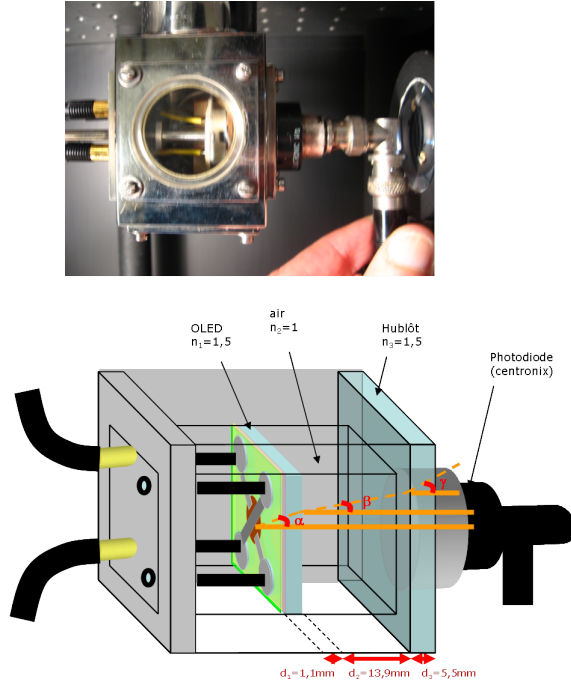 air
n₂=1
OLED
n₁=1,5
Hublôt
n₃=1,5
Photodiode
(centronix)
γ
β
α
d₁=1,1mm d₂=13,9mm d₃=5,5mm